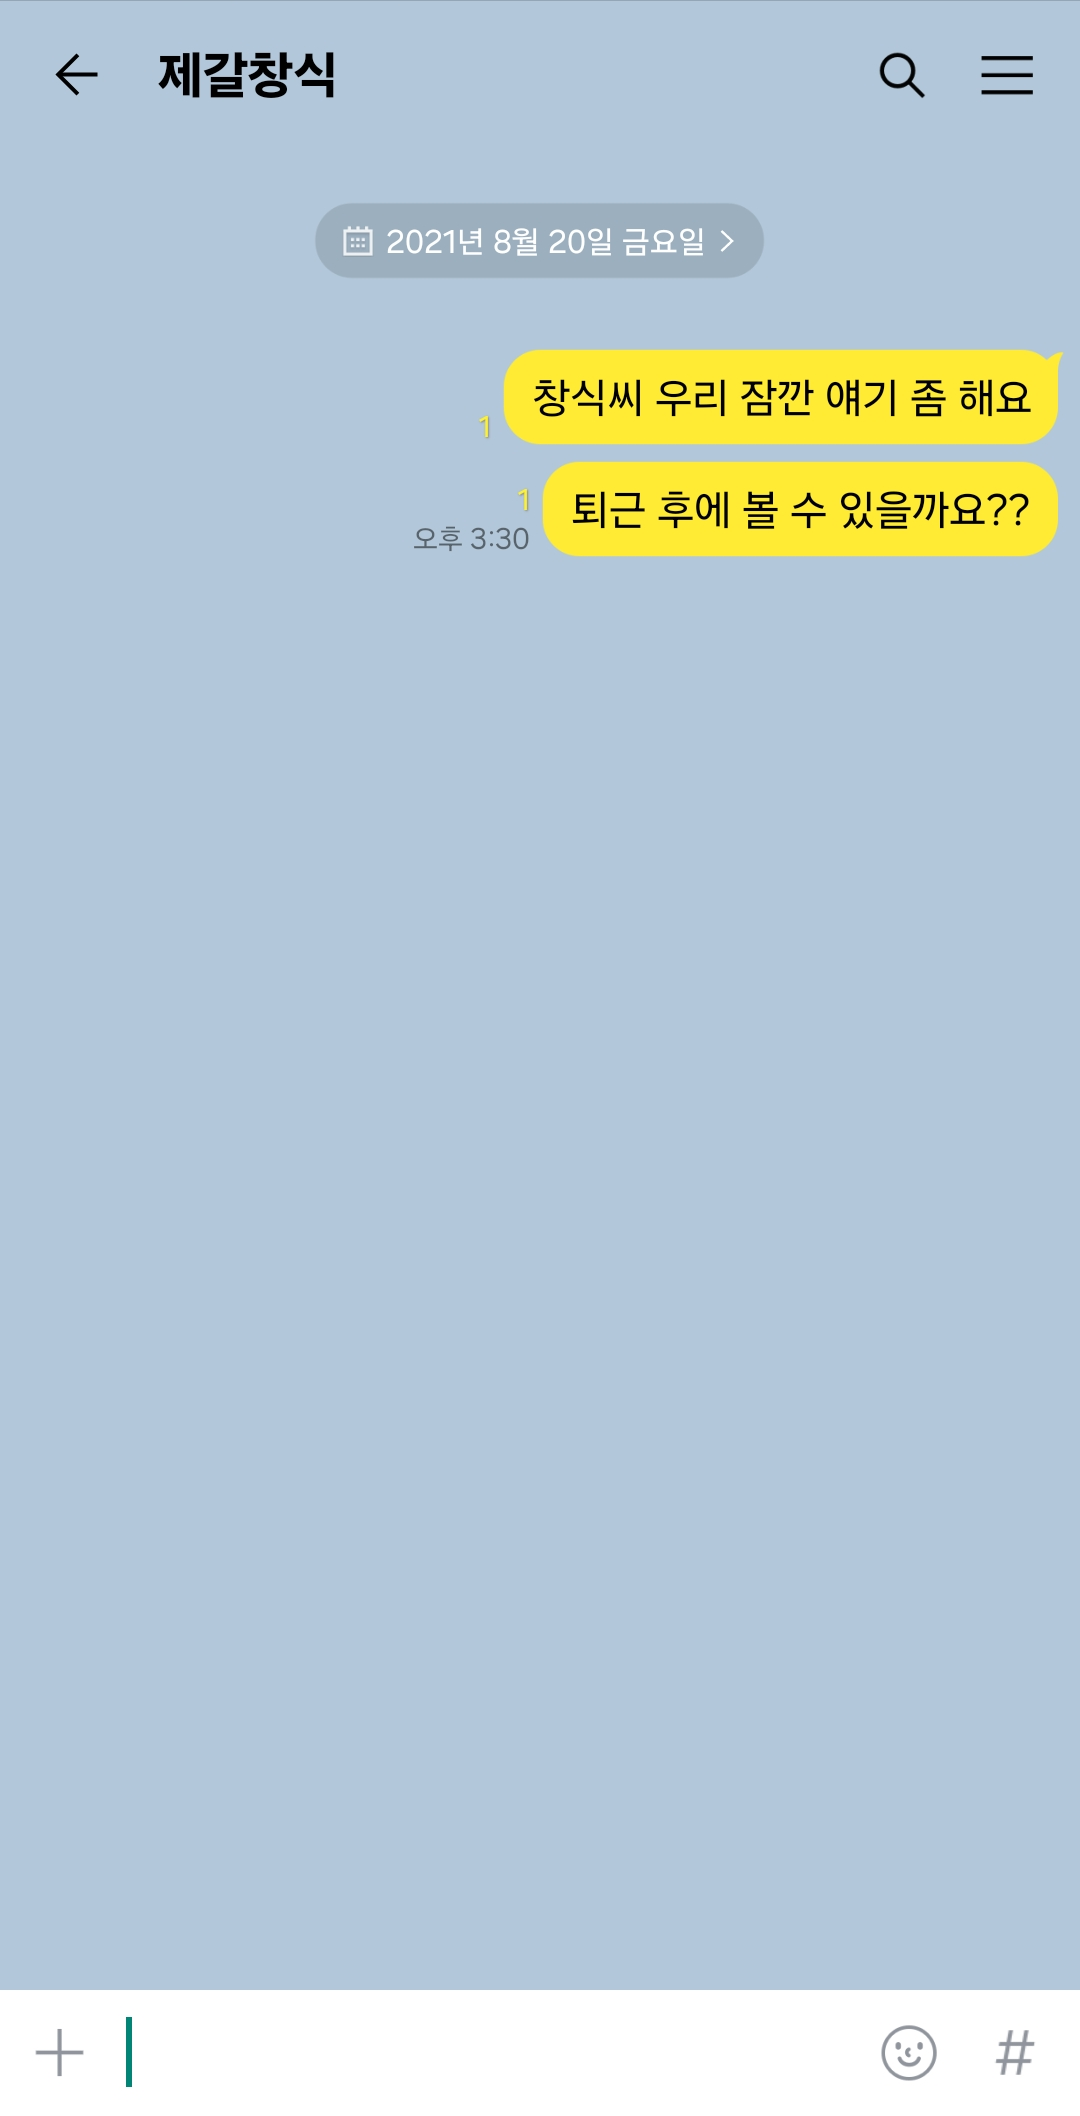 제갈창식
2021년 8월 20일 금요일
창식씨 우리 잠깐 얘기 좀 해요
1
퇴근 후에 볼 수 있을까요??
1
오후 3:30
#